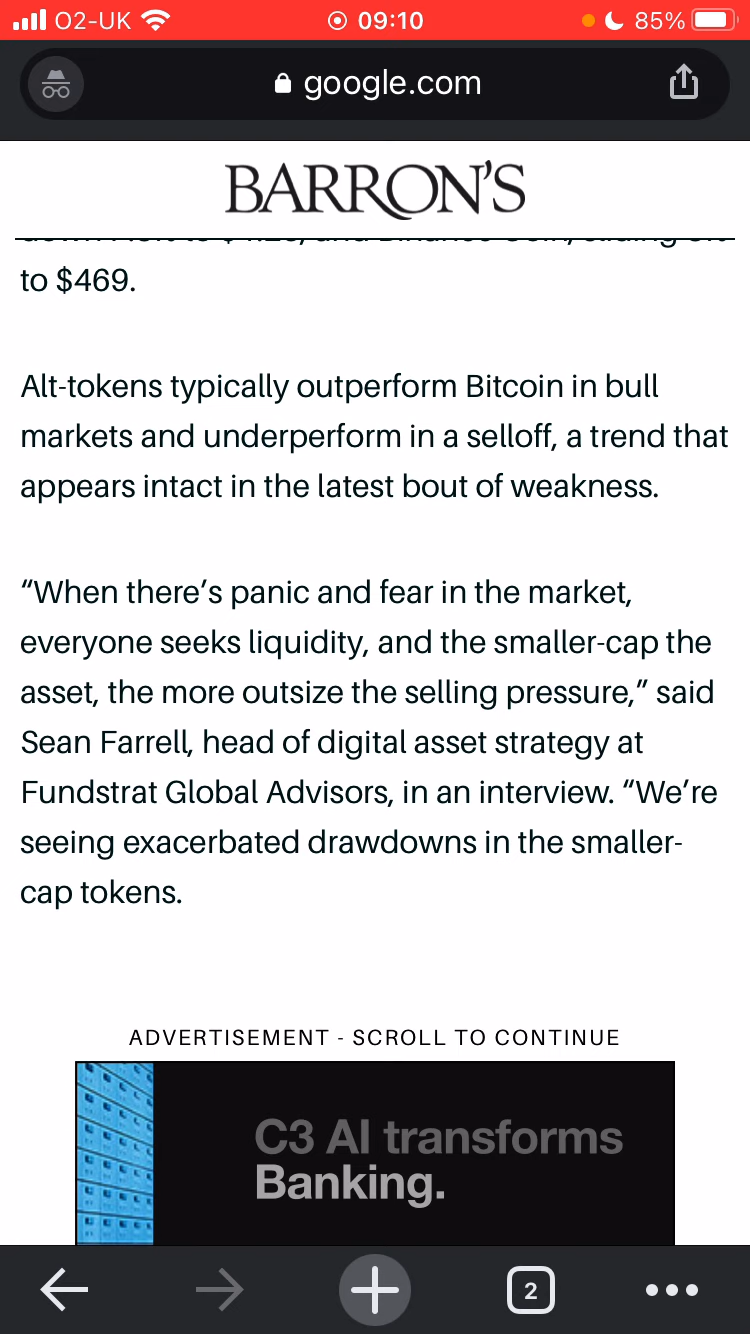 O2-UK
09:10
85%
google.com
BARRON'S
to $469.
Alt-tokens typically outperform Bitcoin in bull
markets and underperform in a selloff, a trend that
appears intact in the latest bout of weakness.
“When there’s panic and fear in the market,
everyone seeks liquidity, and the smaller-cap the
asset, the more outsize the selling pressure,” said
Sean Farrell, head of digital asset strategy at
Fundstrat Global Advisors, in an interview. “We’re
seeing exacerbated drawdowns in the smaller-
cap tokens.
ADVERTISEMENT - SCROLL TO CONTINUE
C3 AI transforms
Banking.
2